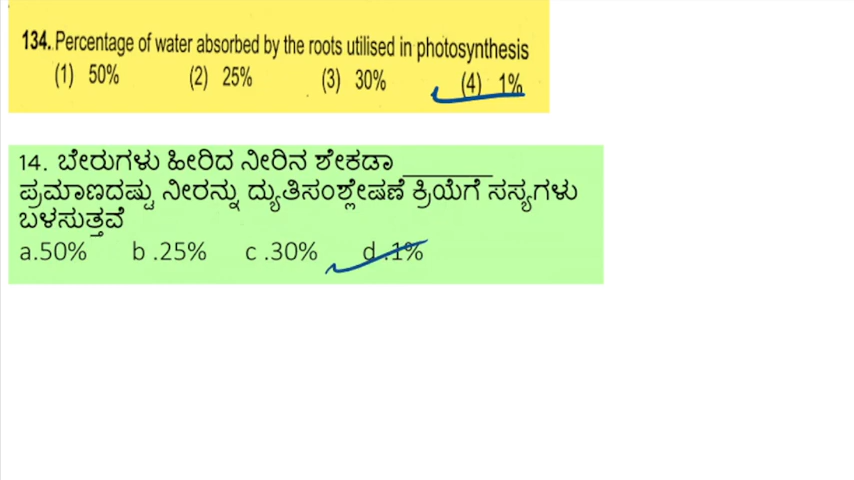 134. Percentage of water absorbed by the roots utilised in photosynthesis
(1) 50% (2) 25% (3) 30% (4) 1%
14. ಬೇರುಗಳು ಹೀರಿದ ನೀರಿನ ಶೇಕಡಾ ________
ಪ್ರಮಾಣದಷ್ಟು ನೀರನ್ನು ದ್ಯುತಿಸಂಶ್ಲೇಷಣೆ ಕ್ರಿಯೆಗೆ ಸಸ್ಯಗಳು
ಬಳಸುತ್ತವೆ
a.50% b .25% c .30% d .1%